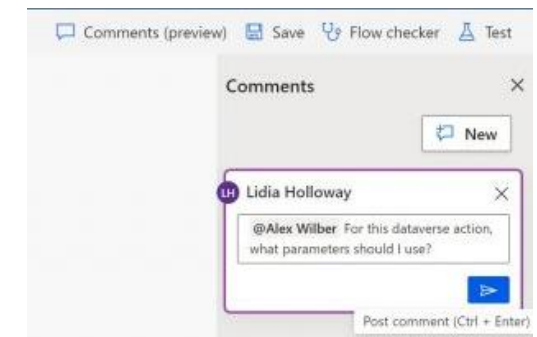 Comments (preview) Save Flow checker Test
Comments
New
LH Lidia Holloway
@Alex Wilber For this dataverse action,
what parameters should I use?
Post comment (Ctrl + Enter)